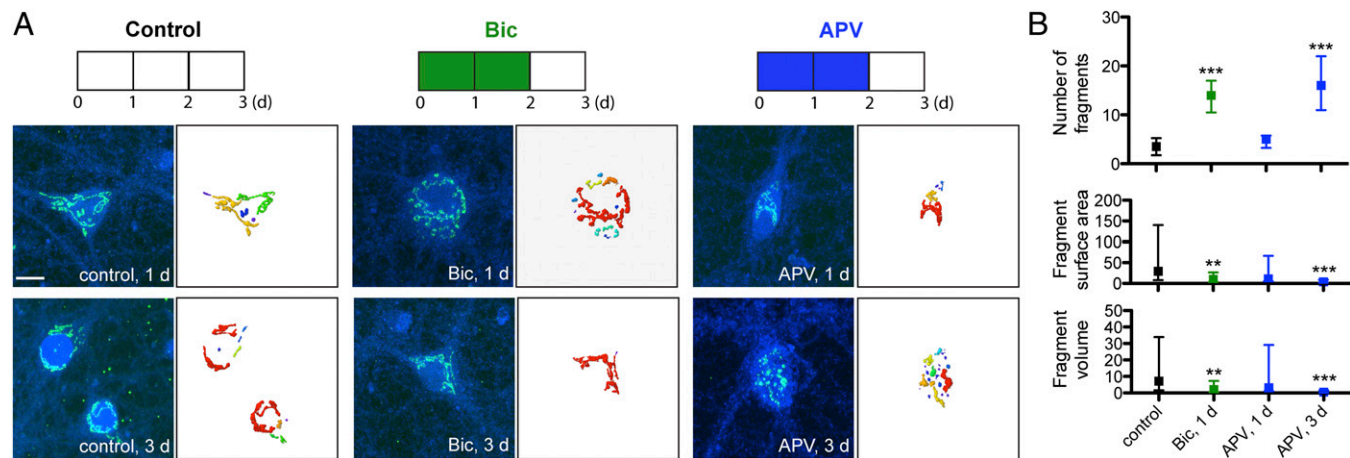 A
Control
Bic
APV
0 1 2 3 (d)
0 1 2 3 (d)
0 1 2 3 (d)
control, 1 d
Bic, 1 d
APV, 1 d
control, 3 d
Bic, 3 d
APV, 3 d
B
Number of
fragments
30
20
10
0
***
***
Fragment
surface area
200
150
100
50
0
**
***
Fragment
volume
50
40
30
20
10
0
**
***
control
Bic, 1 d
APV, 1 d
APV, 3 d